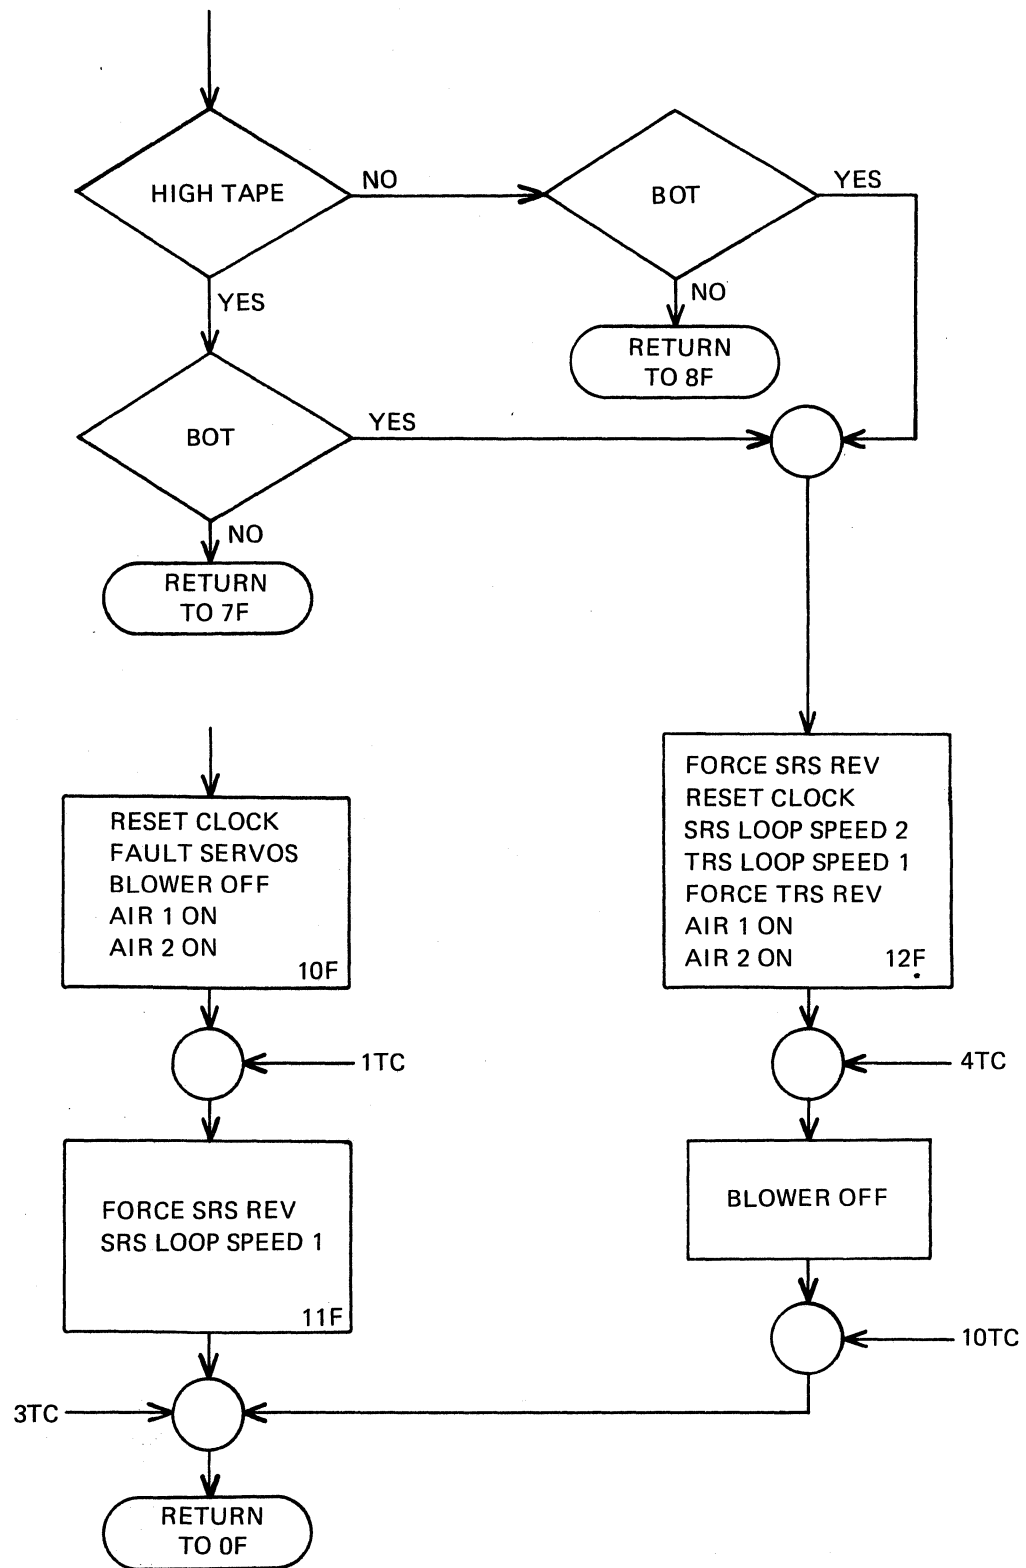 HIGH TAPE
NO
BOT
YES
YES
NO
RETURN
TO 8F
BOT
YES
NO
RETURN
TO 7F
FORCE SRS REV
RESET CLOCK
SRS LOOP SPEED 2
TRS LOOP SPEED 1
FORCE TRS REV
AIR 1 ON
AIR 2 ON
12F
RESET CLOCK
FAULT SERVOS
BLOWER OFF
AIR 1 ON
AIR 2 ON
10F
1TC
4TC
FORCE SRS REV
SRS LOOP SPEED 1
11F
BLOWER OFF
10TC
3TC
RETURN
TO 0F